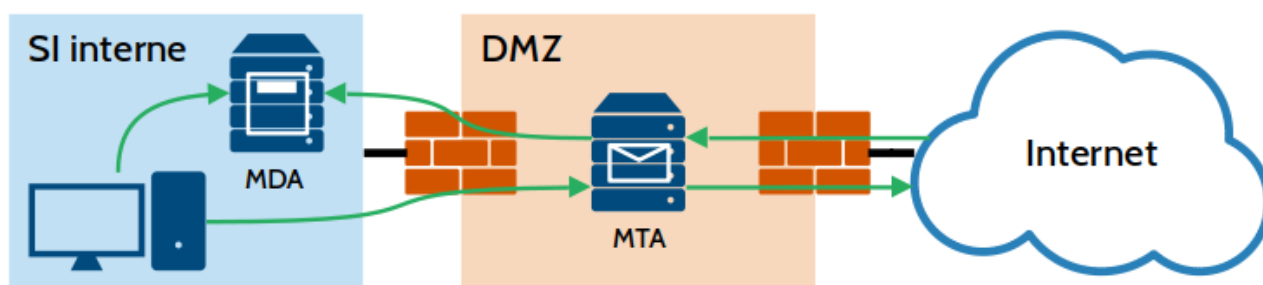 SI interne
DMZ
Internet
MDA
MTA